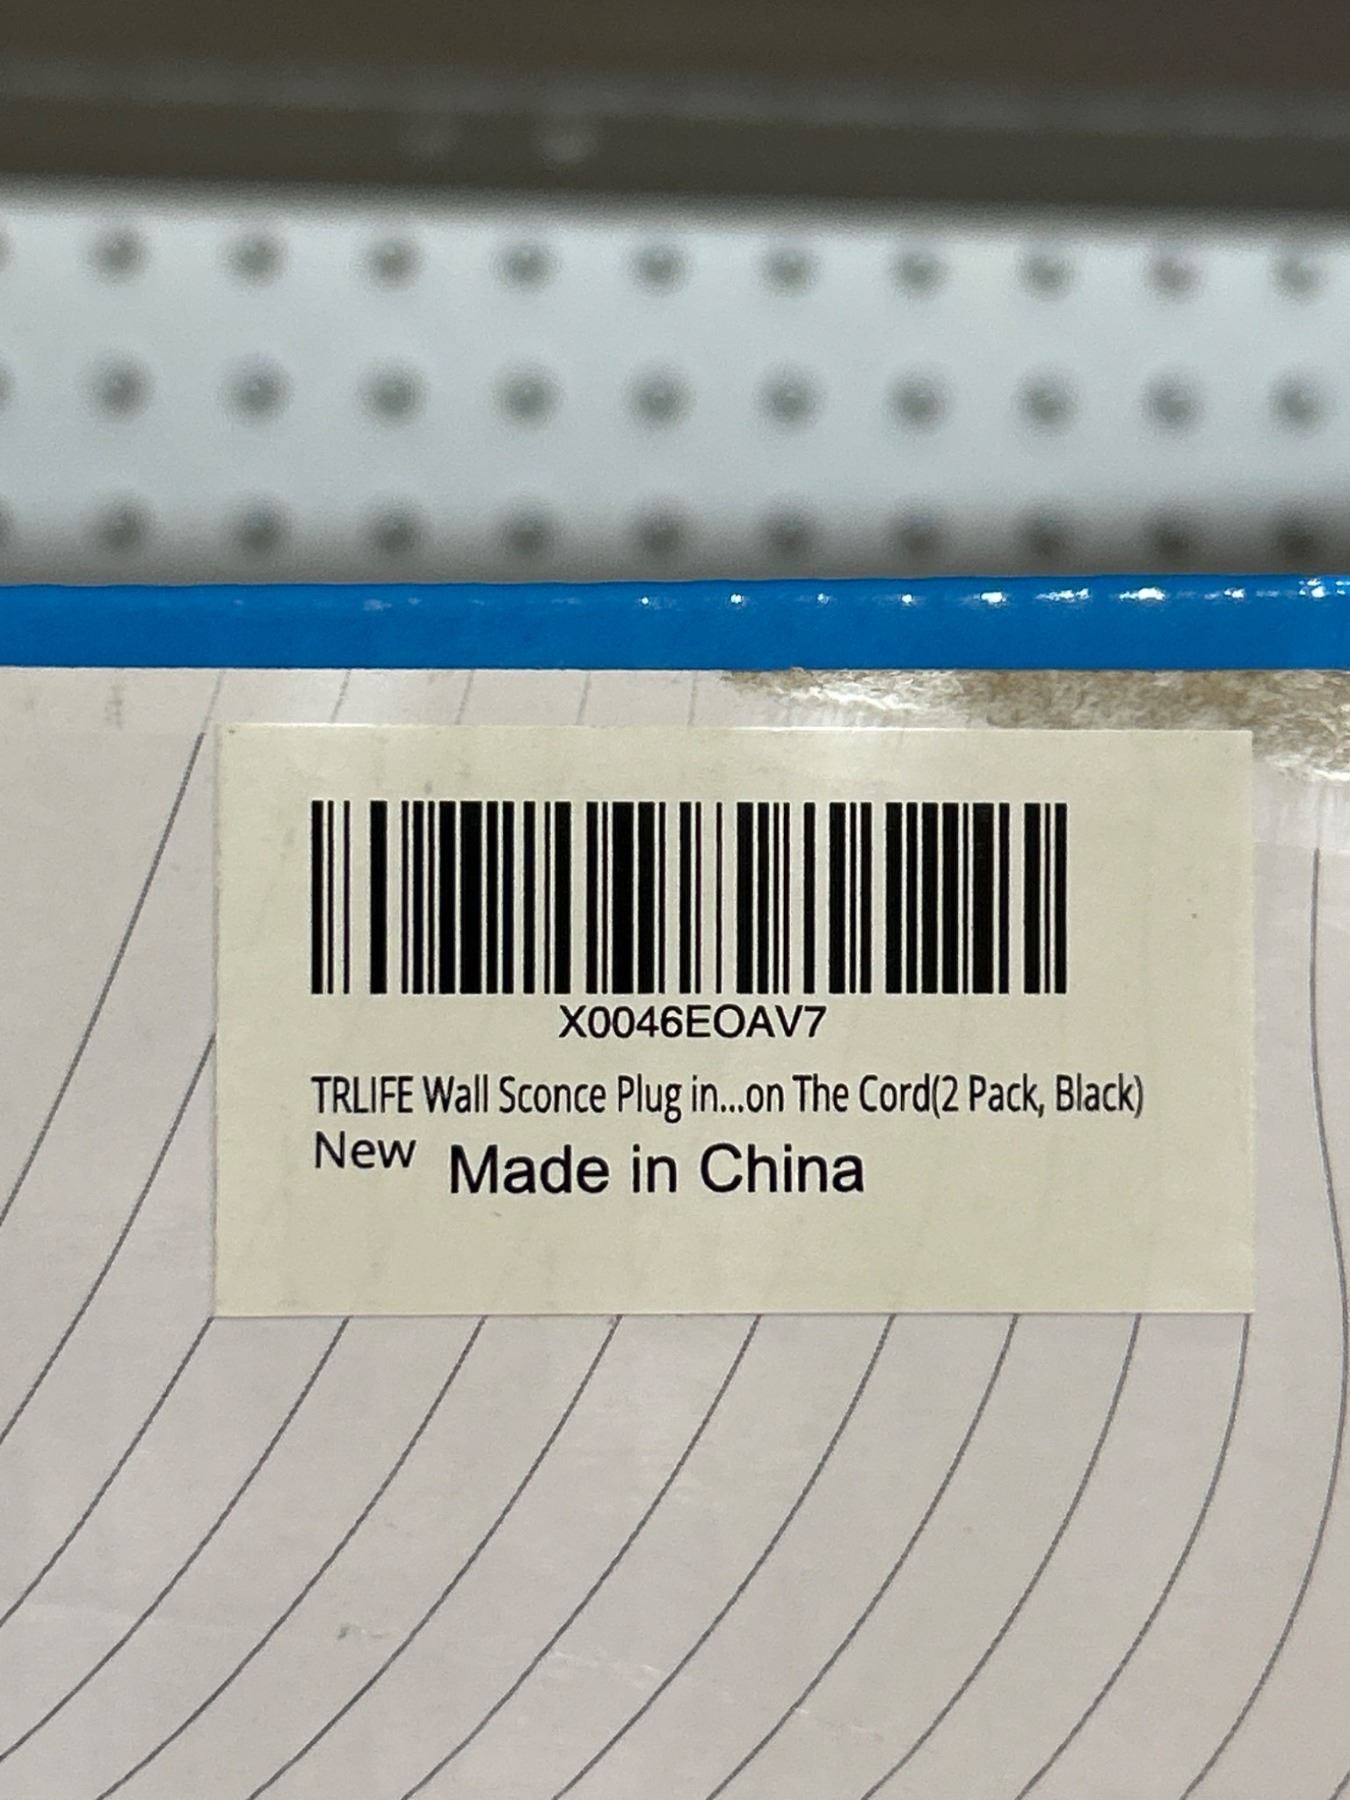 X0046EOAV7
TRLIFE Wall Sconce Plug in...on The Cord(2 Pack, Black)
New Made in China